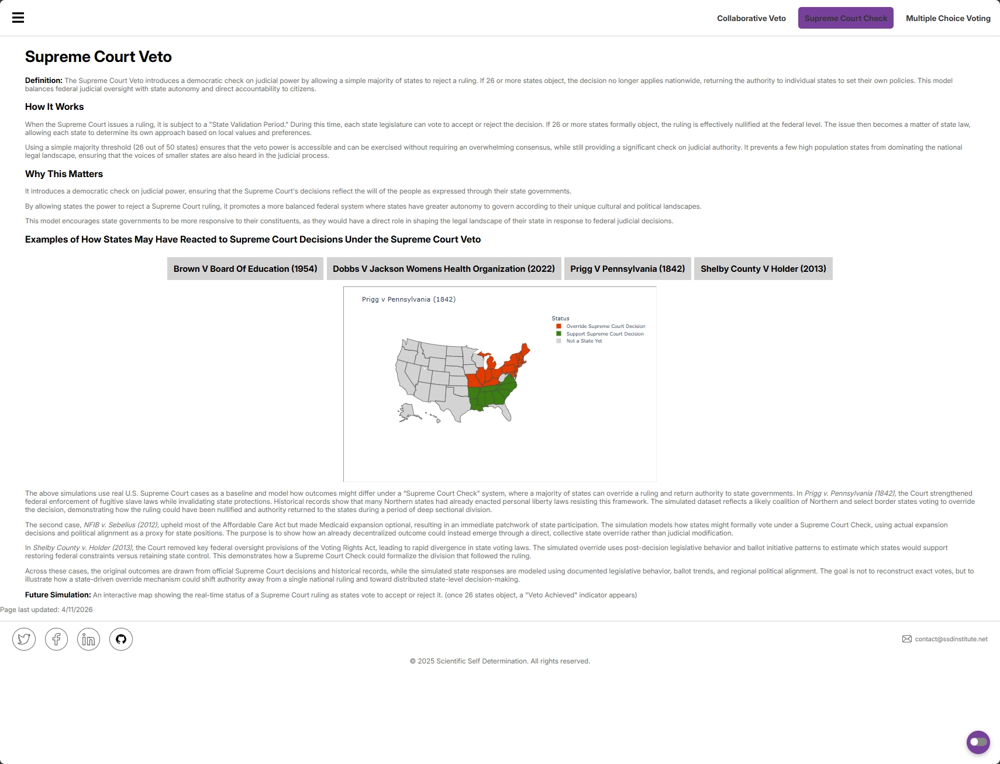 Collaborative Veto
Supreme Court Check
Multiple Choice Voting
Supreme Court Veto
Definition: The Supreme Court Veto introduces a democratic check on judicial power by allowing a simple majority of states to reject a ruling. If 26 or more states object, the decision no longer applies nationwide, returning the authority to individual states to set their own policies. This model
balances federal judicial oversight with state autonomy and direct accountability to citizens.
How It Works
When the Supreme Court issues a ruling, it is subject to a "State Validation Period." During this time, each state legislature can vote to accept or reject the decision. If 26 or more states formally object, the ruling is effectively nullified at the federal level. The issue then becomes a matter of state law,
allowing each state to determine its own approach based on local values and preferences.
Using a simple majority threshold (26 out of 50 states) ensures that the veto power is accessible and can be exercised without requiring an overwhelming consensus, while still providing a significant check on judicial authority. It prevents a few high population states from dominating the national
legal landscape, ensuring that the voices of smaller states are also heard in the judicial process.
Why This Matters
It introduces a democratic check on judicial power, ensuring that the Supreme Court's decisions reflect the will of the people as expressed through their state governments.
By allowing states the power to reject a Supreme Court ruling, it promotes a more balanced federal system where states have greater autonomy to govern according to their unique cultural and political landscapes.
This model encourages state governments to be more responsive to their constituents, as they would have a direct role in shaping the legal landscape of their state in response to federal judicial decisions.
Examples of How States May Have Reacted to Supreme Court Decisions Under the Supreme Court Veto
Brown V Board Of Education (1954)
Dobbs V Jackson Womens Health Organization (2022)
Prigg V Pennsylvania (1842)
Shelby County V Holder (2013)
Prigg v Pennsylvania (1842)
Status
Override Supreme Court Decision
Support Supreme Court Decision
Not a State Yet
The above simulations use real U.S. Supreme Court cases as a baseline and model how outcomes might differ under a “Supreme Court Check” system, where a majority of states can override a ruling and return authority to state governments. In Prigg v. Pennsylvania (1842), the Court strengthened
federal enforcement of fugitive slave laws while invalidating state protections. Historical records show that many Northern states had already enacted personal liberty laws resisting this framework. The simulated dataset reflects a likely coalition of Northern and select border states voting to override
the decision, demonstrating how the ruling could have been nullified and authority returned to the states during a period of deep sectional division.
The second case, NFIB v. Sebelius (2012), upheld most of the Affordable Care Act but made Medicaid expansion optional, resulting in an immediate patchwork of state participation. The simulation models how states might formally vote under a Supreme Court Check, using actual expansion
decisions and political alignment as a proxy for state positions. The purpose is to show how an already decentralized outcome could instead emerge through a direct, collective state override rather than judicial modification.
In Shelby County v. Holder (2013), the Court removed key federal oversight provisions of the Voting Rights Act, leading to rapid divergence in state voting laws. The simulated override uses post-decision legislative behavior and ballot initiative patterns to estimate which states would support
restoring federal constraints versus retaining state control. This demonstrates how a Supreme Court Check could formalize the division that followed the ruling.
Across these cases, the original outcomes are drawn from official Supreme Court decisions and historical records, while the simulated state responses are modeled using documented legislative behavior, ballot trends, and regional political alignment. The goal is not to reconstruct exact votes, but to
illustrate how a state-driven override mechanism could shift authority away from a single national ruling and toward distributed state-level decision-making.
Future Simulation: An interactive map showing the real-time status of a Supreme Court ruling as states vote to accept or reject it. (once 26 states object, a "Veto Achieved" indicator appears)
Page last updated: 4/11/2026
contact@ssdinstitute.net
© 2025 Scientific Self Determination. All rights reserved.